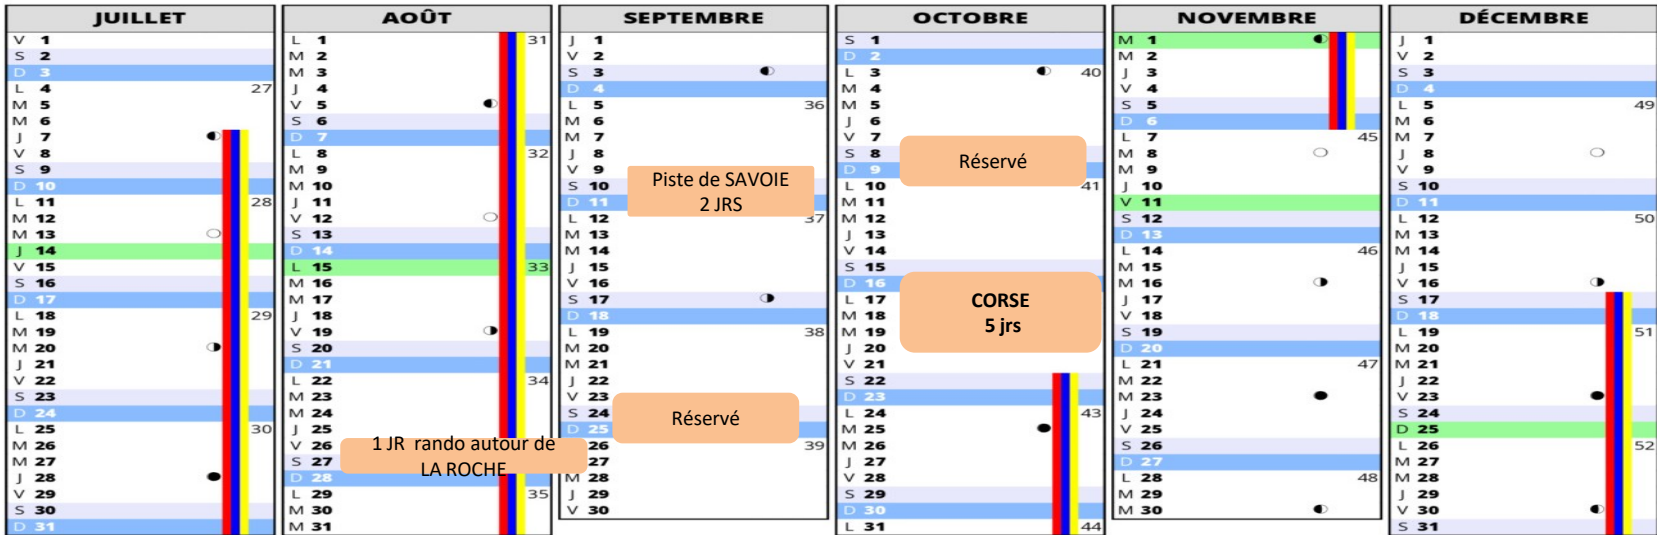 JUILLET
V 1
S 2
D 3
L 4 27
M 5
M 6
J 7
V 8
S 9
D 10
L 11 28
M 12
M 13
J 14
V 15
S 16
D 17
L 18 29
M 19
M 20
J 21
V 22
S 23
D 24
L 25 30
M 26
M 27
J 28
V 29
S 30
D 31
AOÛT
L 1 31
M 2
M 3
J 4
V 5
S 6
D 7
L 8 32
M 9
M 10
J 11
V 12
S 13
D 14
L 15 33
M 16
M 17
J 18
V 19
S 20
D 21
L 22 34
M 23
M 24
J 25
V 26
S 27
1 JR rando autour de
LA ROCHE
D 28
L 29 35
M 30
M 31
SEPTEMBRE
J 1
V 2
S 3
D 4
L 5 36
M 6
M 7
J 8
V 9
S 10
D 11
Piste de SAVOIE
2 JRS
L 12 37
M 13
M 14
J 15
V 16
S 17
D 18
L 19 38
M 20
M 21
J 22
V 23
S 24
D 25
Réservé
26 39
27
M 28
J 29
V 30
OCTOBRE
S 1
D 2
L 3 40
M 4
M 5
J 6
V 7
S 8
D 9
Réservé
L 10 41
M 11
M 12
J 13
V 14
S 15
D 16
L 17
M 18
M 19
J 20
CORSE
5 jrs
V 21
S 22
D 23
L 24 43
M 25
M 26
J 27
V 28
S 29
D 30
L 31 44
NOVEMBRE
M 1
M 2
J 3
V 4
S 5
D 6
L 7 45
M 8
M 9
J 10
V 11
S 12
D 13
L 14 46
M 15
M 16
J 17
V 18
S 19
D 20
L 21 47
M 22
M 23
J 24
V 25
S 26
D 27
L 28 48
M 29
M 30
DÉCEMBRE
J 1
V 2
S 3
D 4
L 5 49
M 6
M 7
J 8
V 9
S 10
D 11
L 12 50
M 13
M 14
J 15
V 16
S 17
D 18
L 19 51
M 20
M 21
J 22
V 23
S 24
D 25
L 26 52
M 27
M 28
J 29
V 30
S 31